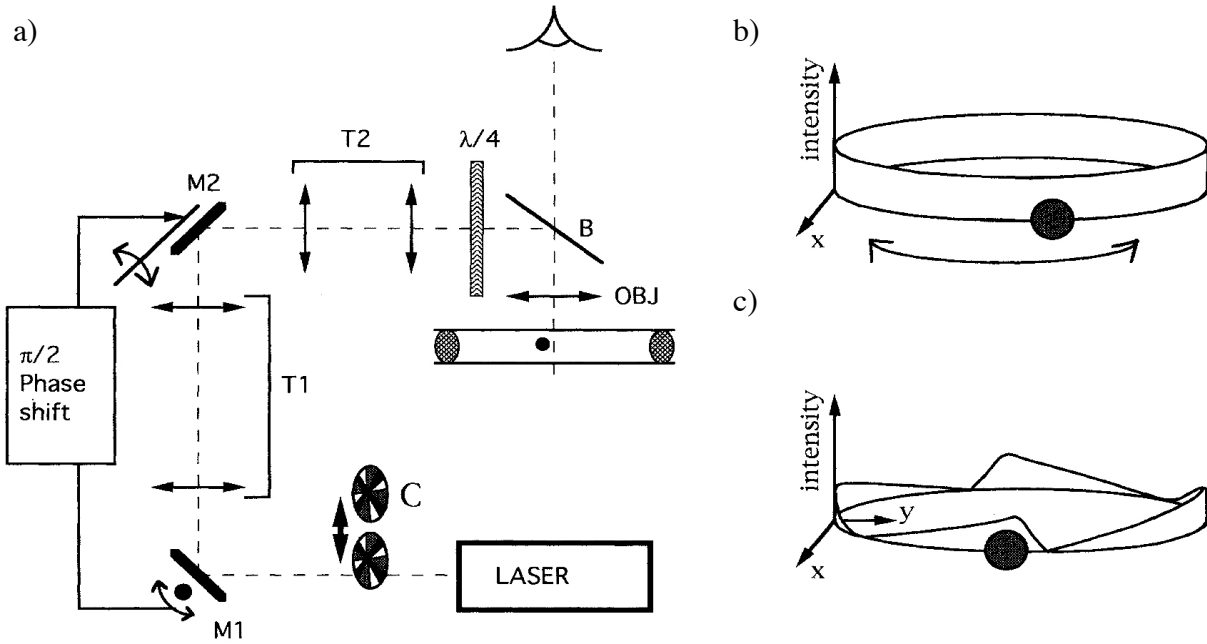 a)
T2
λ/4
M2
B
OBJ
π/2
Phase
shift
T1
C
LASER
M1
b)
intensity
x
c)
intensity
y
x